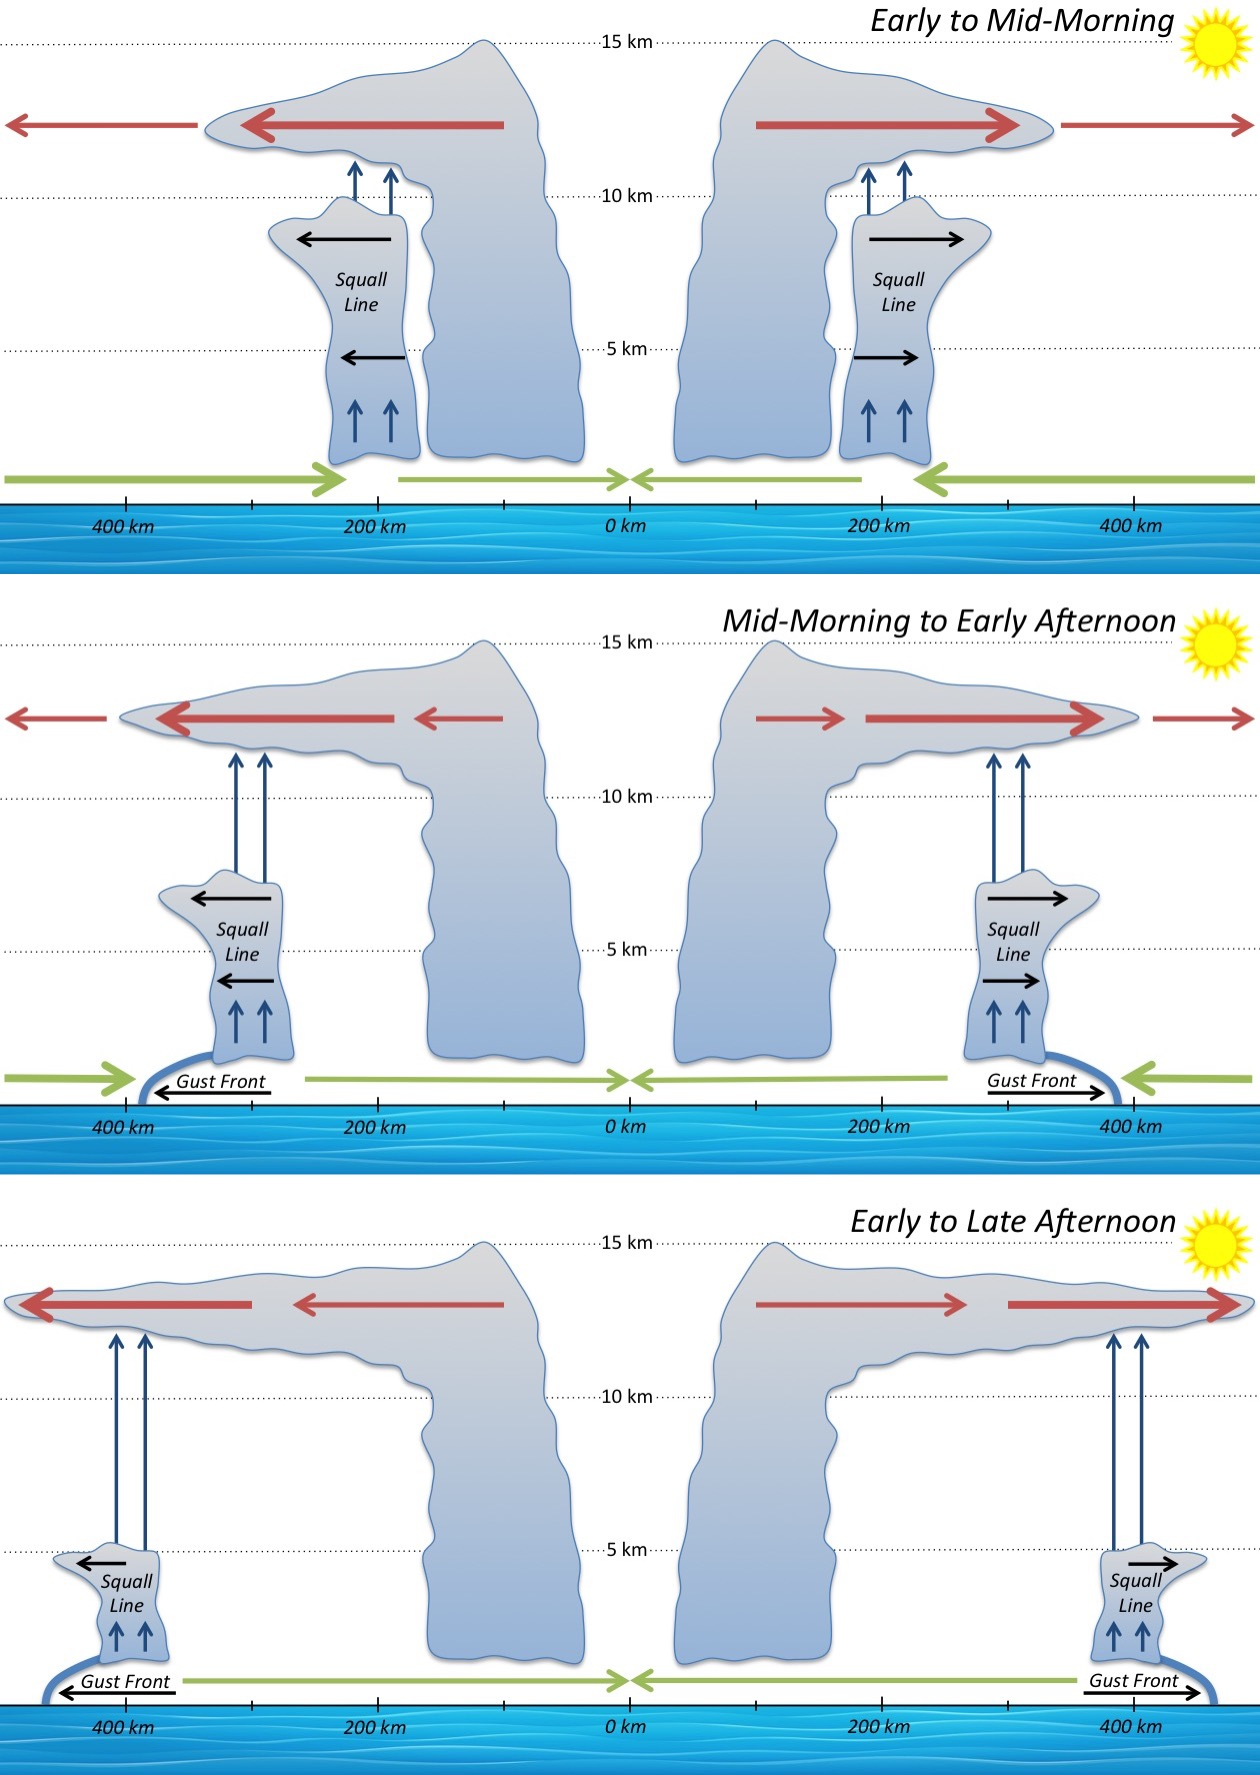 Early to Mid-Morning
15 km
10 km
Squall
Line
Squall
Line
5 km
400 km
200 km
0 km
200 km
400 km
Mid-Morning to Early Afternoon
15 km
10 km
Squall
Line
Squall
Line
5 km
Gust Front
Gust Front
400 km
200 km
0 km
200 km
400 km
Early to Late Afternoon
15 km
10 km
5 km
Squall
Line
Squall
Line
Gust Front
Gust Front
400 km
200 km
0 km
200 km
400 km